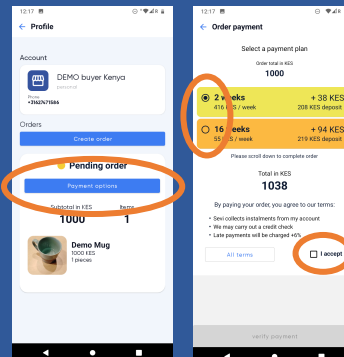 12:17
Profile
Account
DEMO buyer Kenya
personal
Phone
+31627471566
Orders
Create order
Pending order
Payment options
Subtotal in KES
Items
1000
1
Demo Mug
1000 KES
1 pieces
12:17
Order payment
Select a payment plan
Order total in KES
1000
2 weeks
+ 38 KES
416 KES / week
208 KES deposit
16 weeks
+ 94 KES
55 KES / week
219 KES deposit
Please scroll down to complete order
Total in KES
1038
By paying your order, you agree to our terms:
• Sevi collects instalments from my account
• We may carry out a credit check
• Late payments will be charged +6%
All terms
I accept
Verify payment